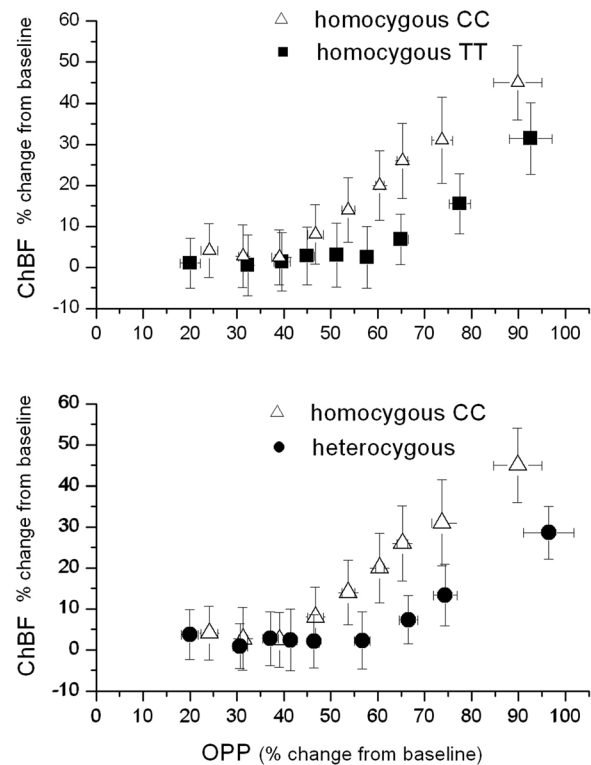 60
50
40
30
20
10
0
-10
ChBF % change from baseline
homocygous CC
homocygous TT
0 10 20 30 40 50 60 70 80 90 100
60
50
40
30
20
10
0
-10
ChBF % change from baseline
homocygous CC
heterocygous
0 10 20 30 40 50 60 70 80 90 100
OPP (% change from baseline)